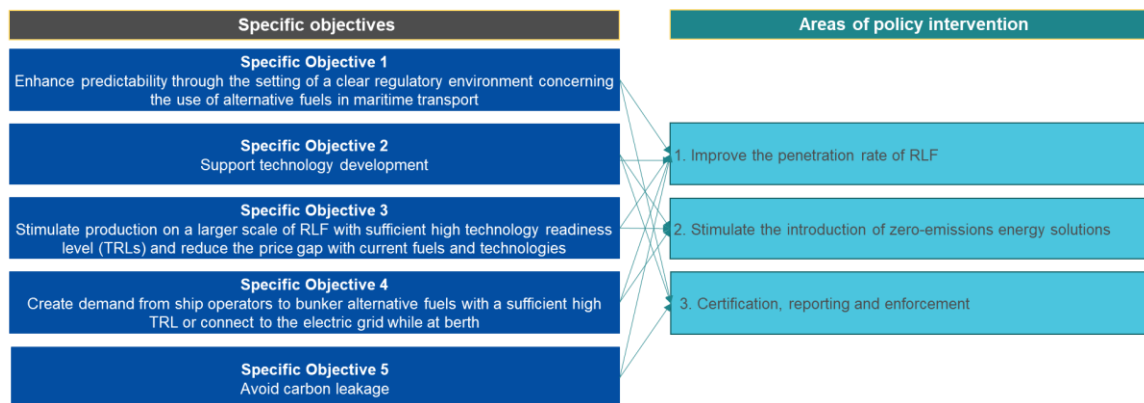 Specific objectives
Specific Objective 1
Enhance predictability through the setting of a clear regulatory environment concerning
the use of alternative fuels in maritime transport
Specific Objective 2
Support technology development
Specific Objective 3
Stimulate production on a larger scale of RLF with sufficient high technology readiness
level (TRLs) and reduce the price gap with current fuels and technologies
Specific Objective 4
Create demand from ship operators to bunker alternative fuels with a sufficient high
TRL or connect to the electric grid while at berth
Specific Objective 5
Avoid carbon leakage
Areas of policy intervention
1. Improve the penetration rate of RLF
2. Stimulate the introduction of zero-emissions energy solutions
3. Certification, reporting and enforcement